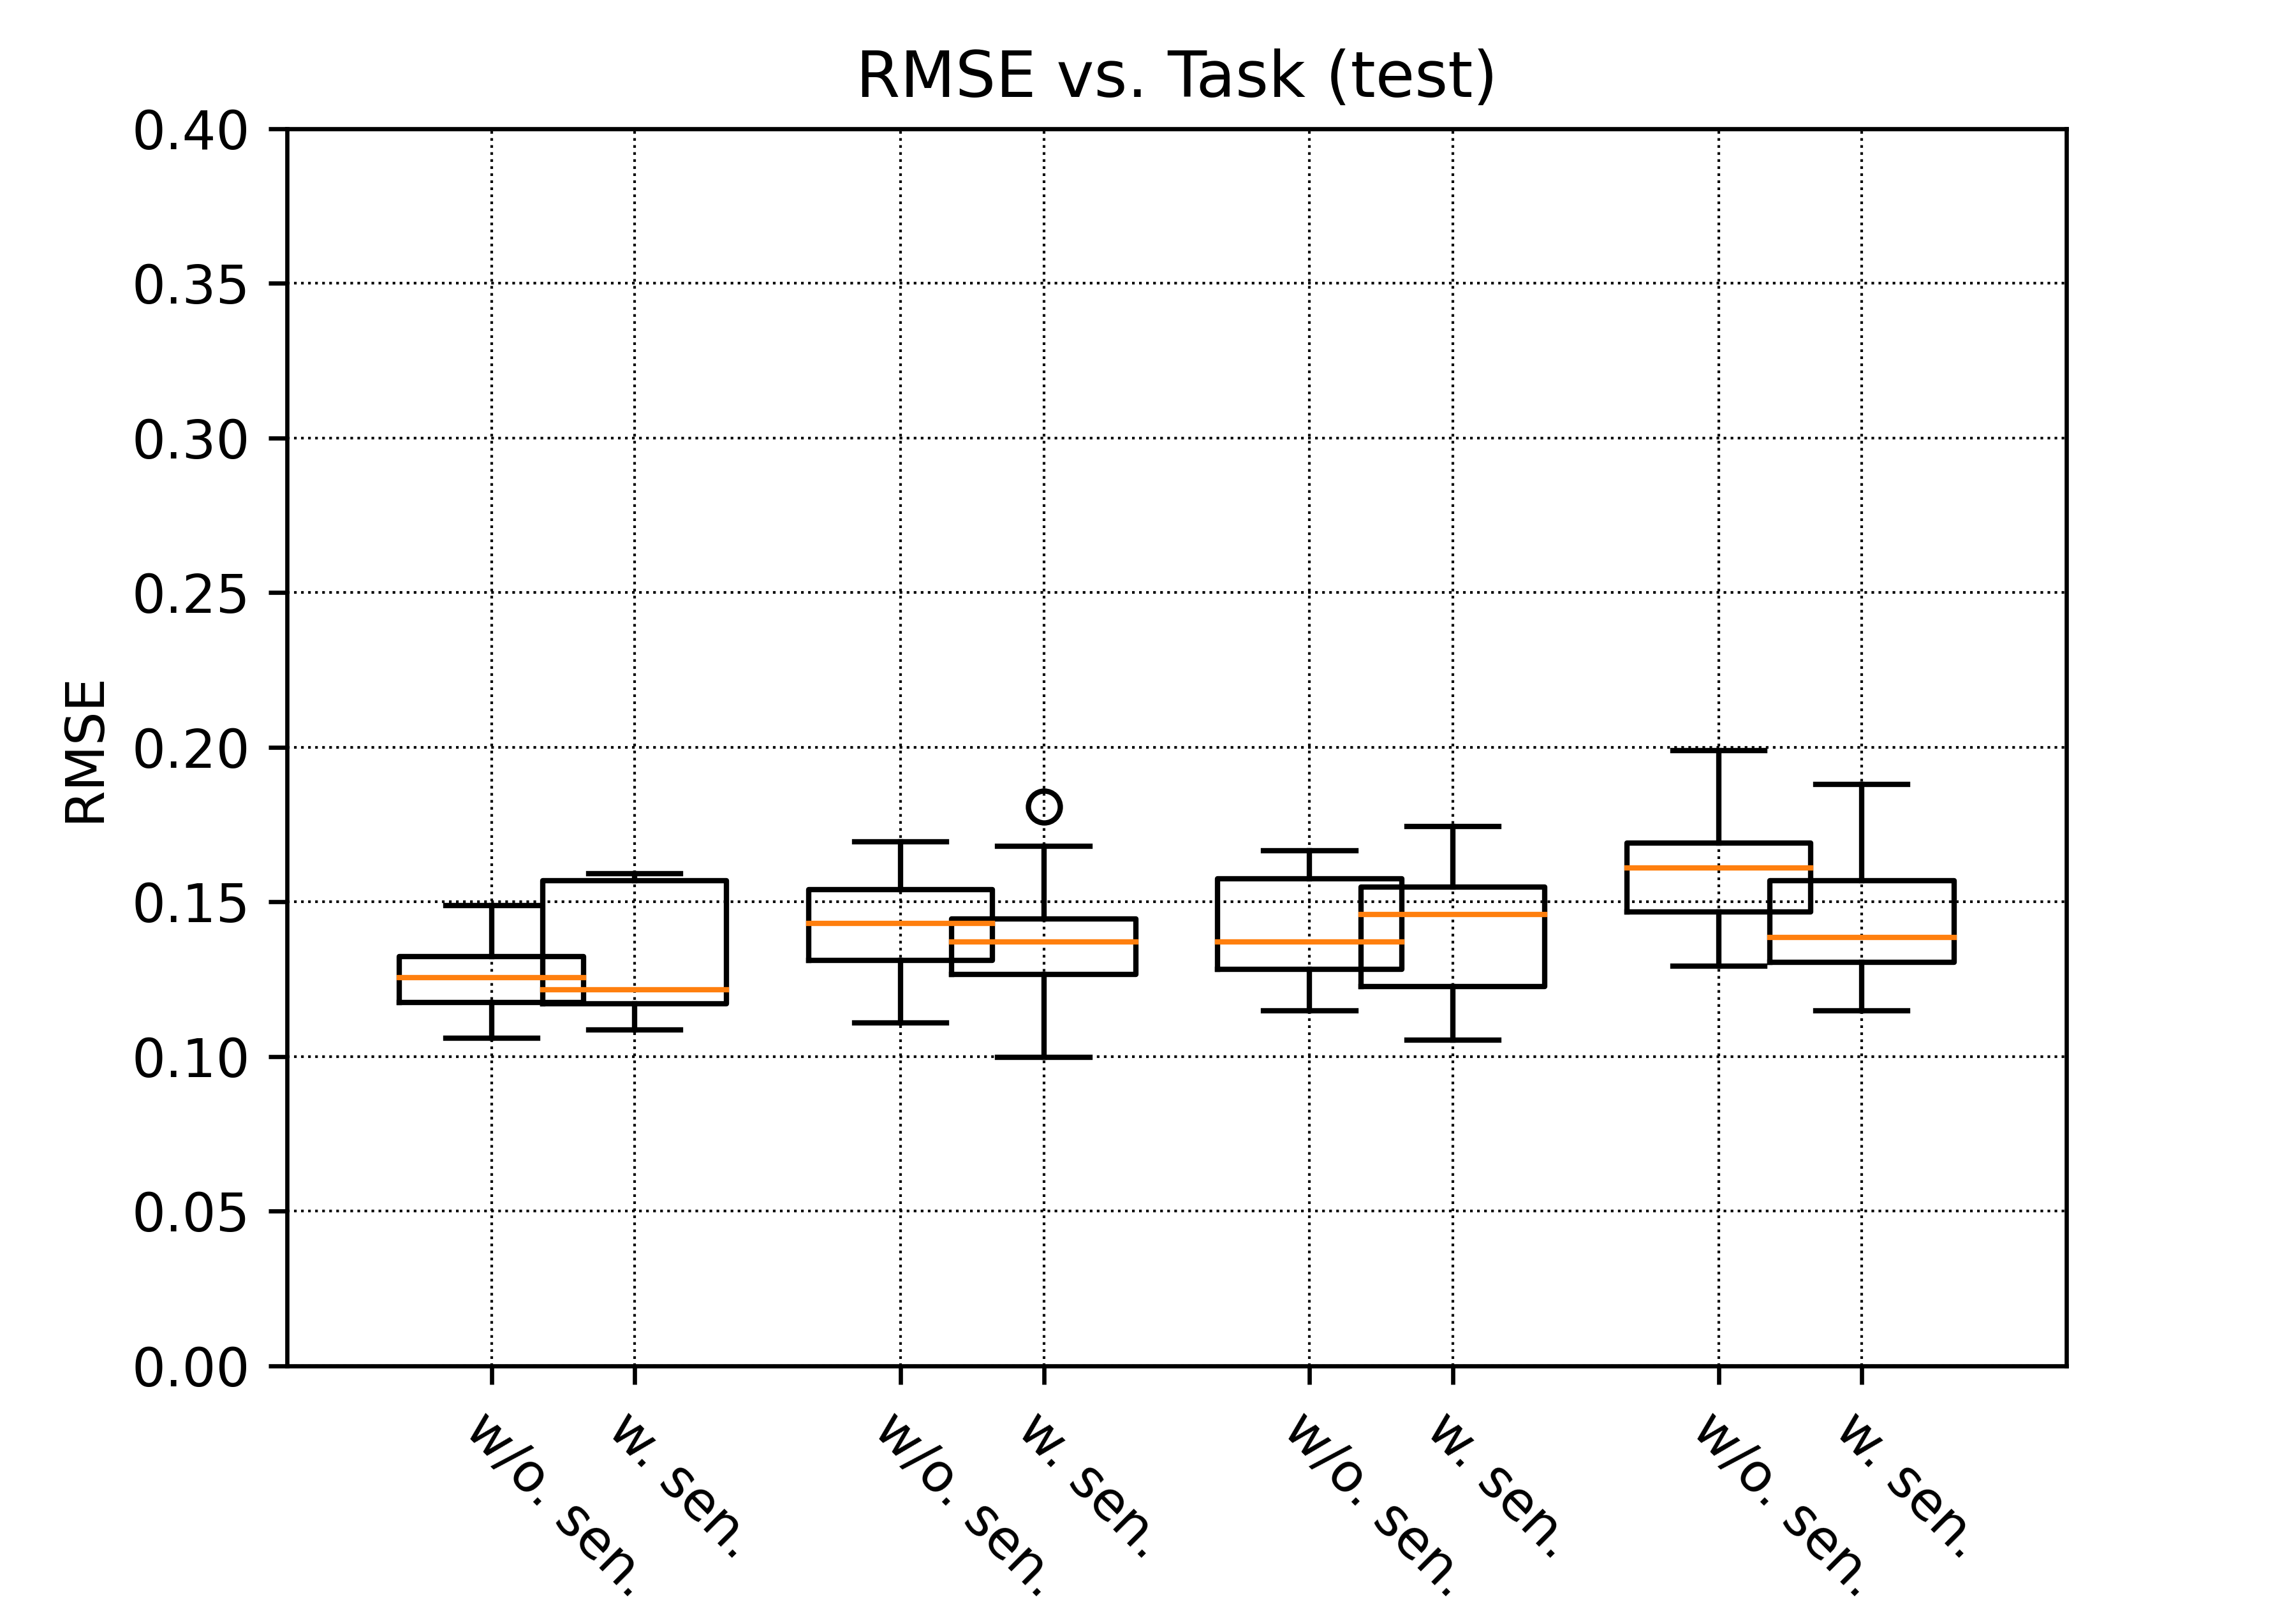 RMSE vs. Task (test)
0.40
0.35
0.30
0.25
0.20
0.15
0.10
0.05
0.00
RMSE
w/o. sen.
w. sen.
w/o. sen.
w. sen.
w/o. sen.
w. sen.
w/o. sen.
w. sen.